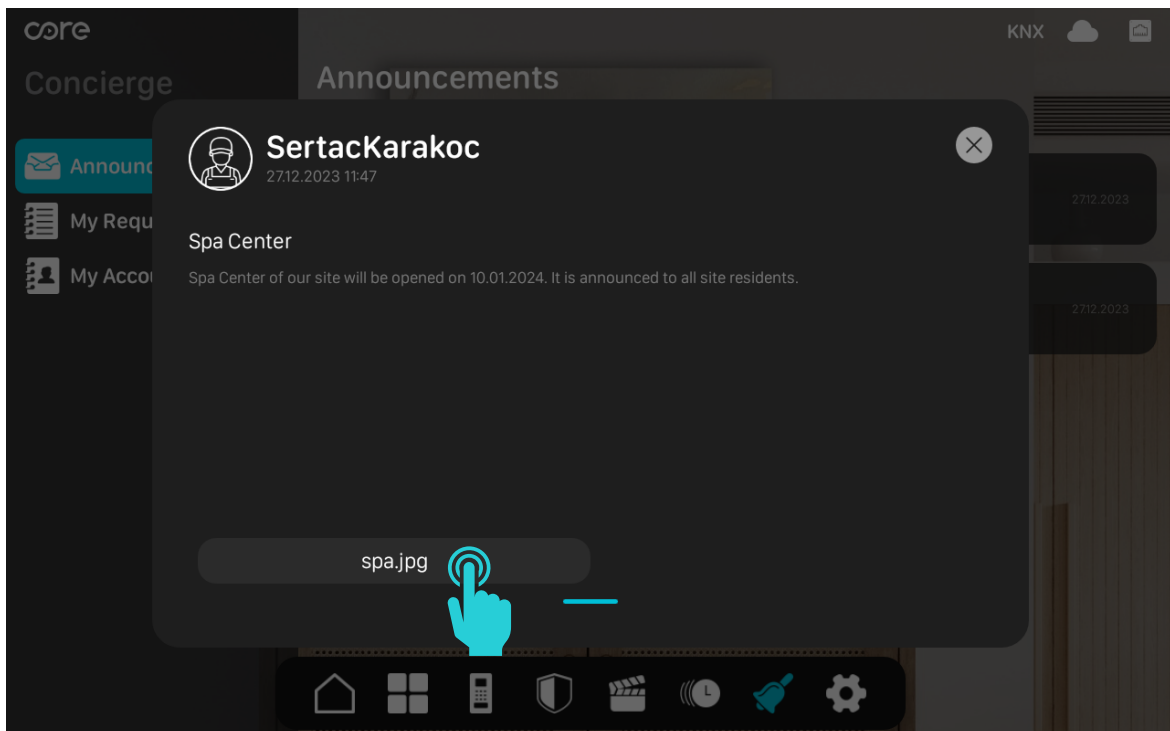 core
KNX
Concierge
Announcements
SertacKarakoc
27.12.2023 11:47
Announc
27.12.2023
My Requ
Spa Center
My Accou
Spa Center of our site will be opened on 10.01.2024. It is announced to all site residents.
27.12.2023
spa.jpg
L